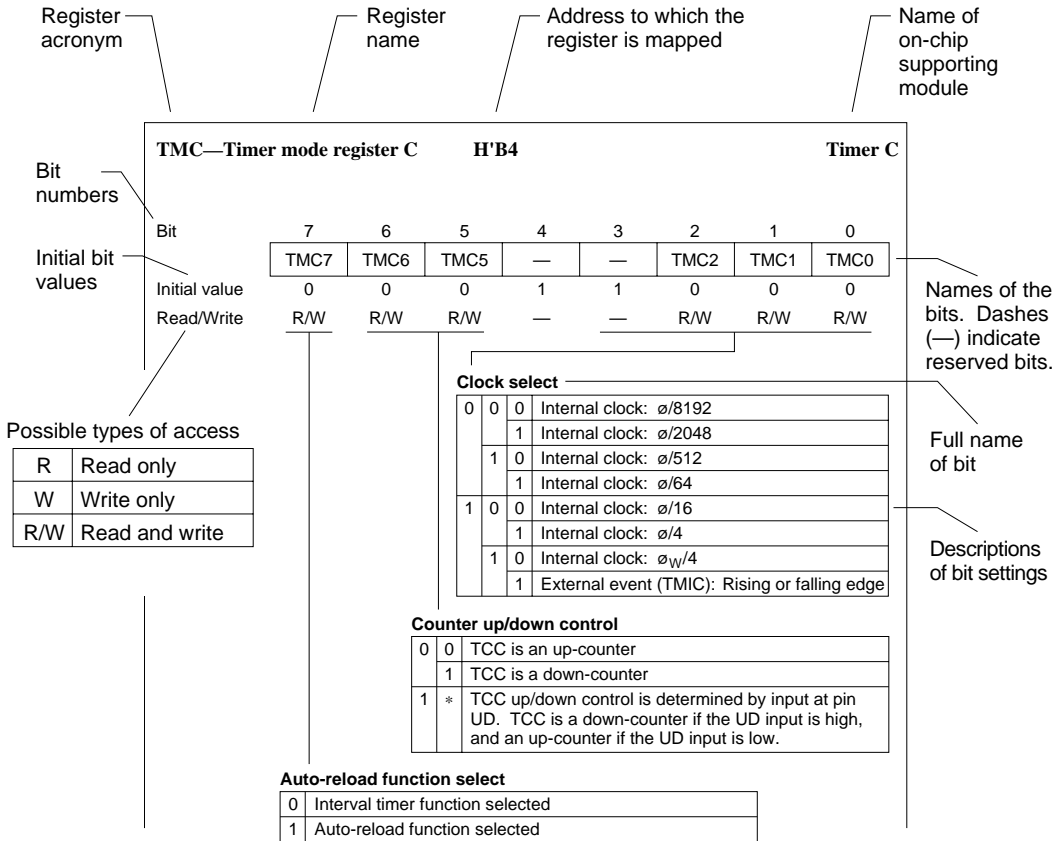 Register
acronym
Register
name
Address to which the
register is mapped
Name of
on-chip
supporting
module
TMC—Timer mode register C H'B4 Timer C
Bit
numbers
Bit 7 6 5 4 3 2 1 0
TMC7 TMC6 TMC5 — — TMC2 TMC1 TMC0
Initial bit
values
Initial value 0 0 0 1 1 0 0 0
Read/Write R/W R/W R/W — — R/W R/W R/W
Names of the
bits. Dashes
(—) indicate
reserved bits.
Possible types of access
R Read only
W Write only
R/W Read and write
Clock select
0 0 0 Internal clock: ø/8192
1 Internal clock: ø/2048
1 0 Internal clock: ø/512
1 Internal clock: ø/64
1 0 0 Internal clock: ø/16
1 Internal clock: ø/4
1 0 Internal clock: øW/4
1 External event (TMIC): Rising or falling edge
Full name
of bit
Descriptions
of bit settings
Counter up/down control
0 0 TCC is an up-counter
1 TCC is a down-counter
1 * TCC up/down control is determined by input at pin
UD. TCC is a down-counter if the UD input is high,
and an up-counter if the UD input is low.
Auto-reload function select
0 Interval timer function selected
1 Auto-reload function selected